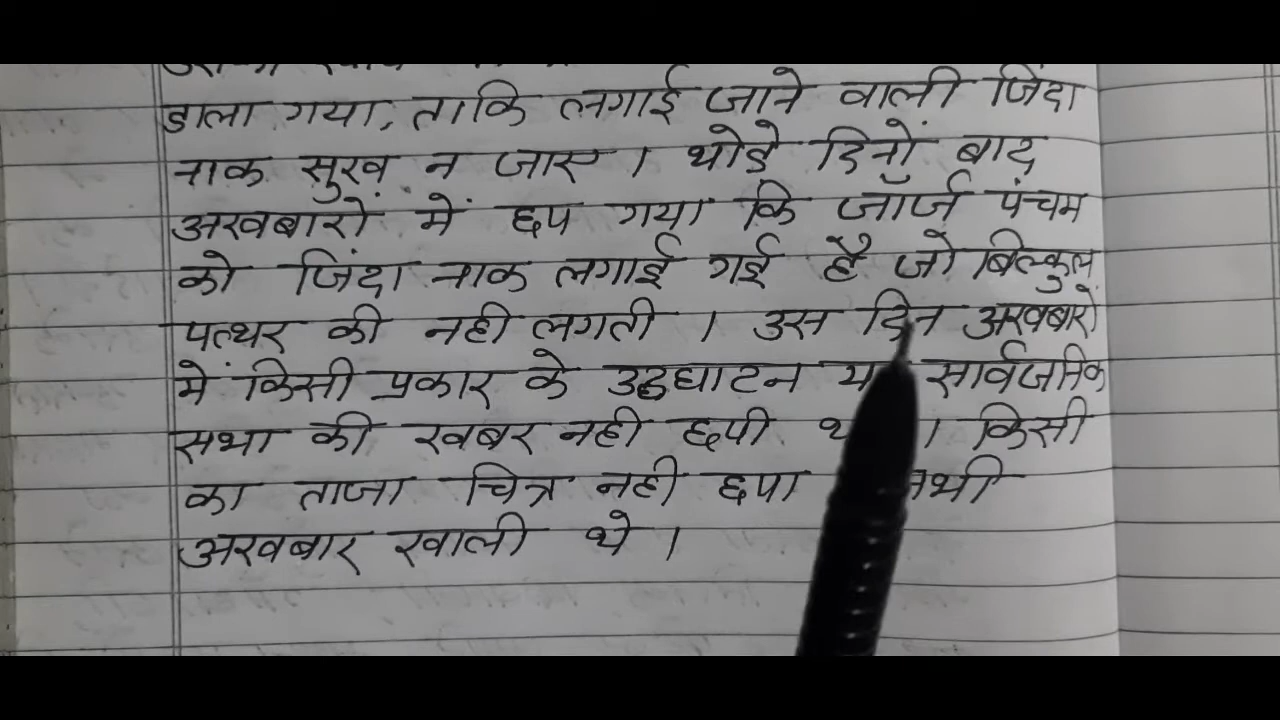 डाला गया, ताकि लगाई जाने वाली जिंदा
नाक सुख न जाए । थोडे दिनों बाद
अखबारों में छप गया कि जॉर्ज पंचम
को जिंदा नाक लगाई गई है जो बिल्कुल
पत्थर की नही लगती । उस दिन अखबारों
में किसी प्रकार के उद्घाटन सार्वजनिक
सभा की खबर नही छपी । किसी
का ताजा चित्र नही छपा
अखबार खाली थे ।